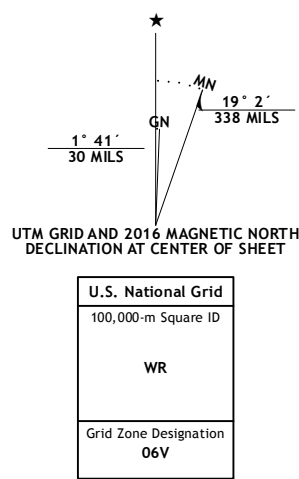 ★
MN
GN
19° 2´
338 MILS
1° 41´
30 MILS
UTM GRID AND 2016 MAGNETIC NORTH
DECLINATION AT CENTER OF SHEET
U.S. National Grid
100,000-m Square ID
WR
Grid Zone Designation
06V